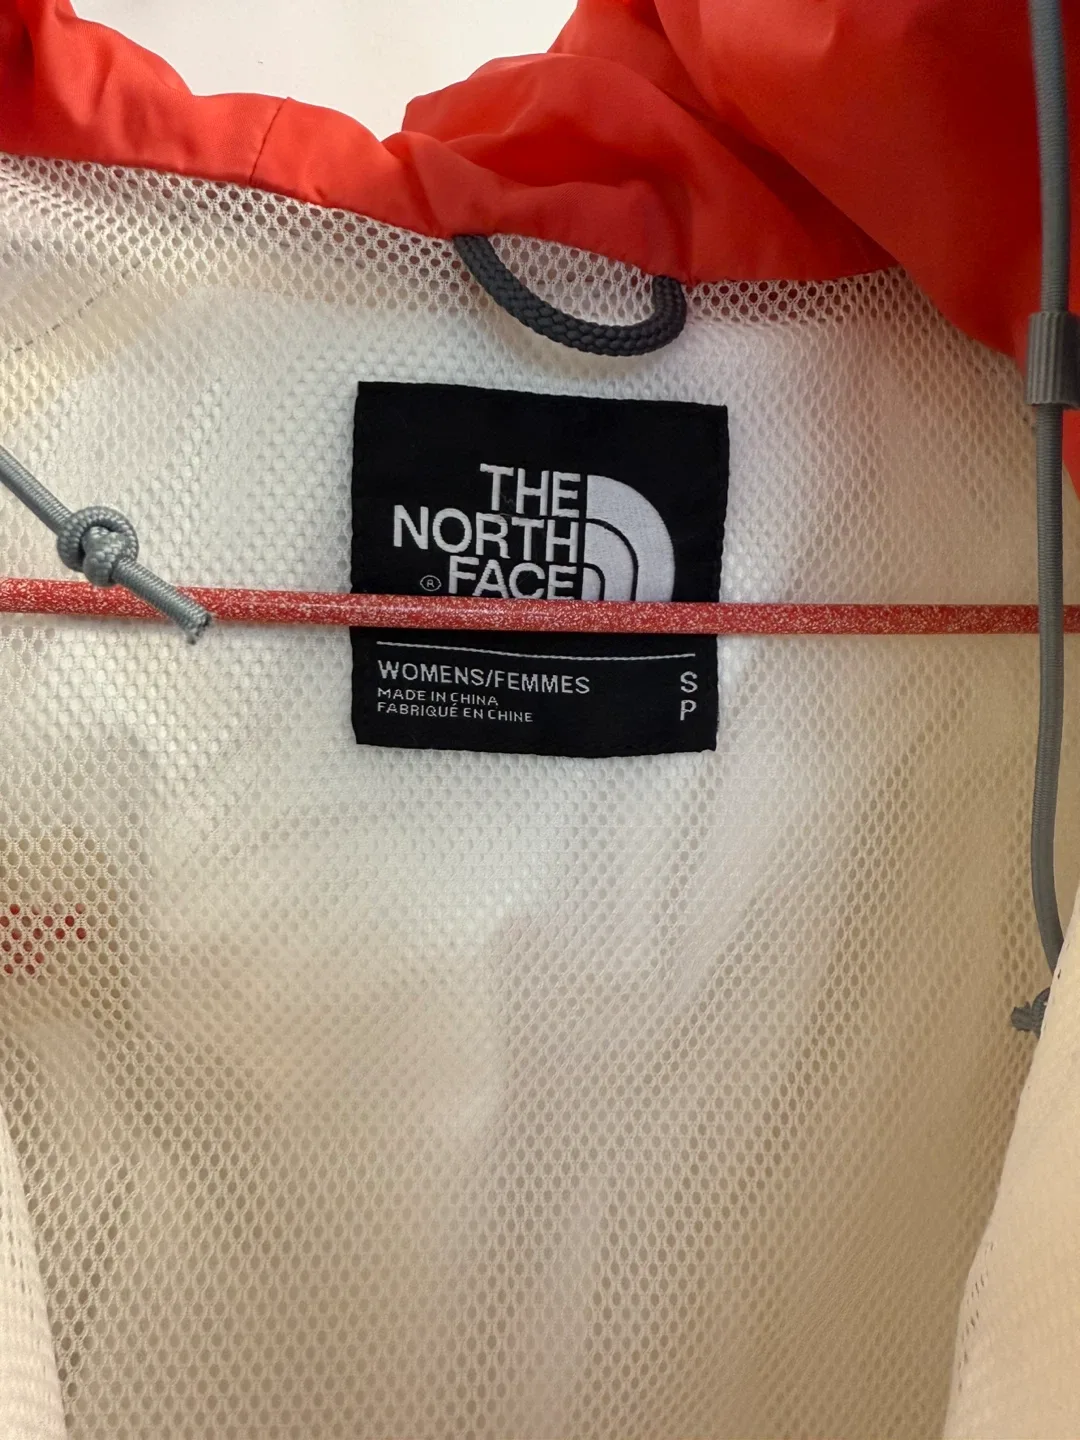 THE
NORTH
® FACE
WOMENS/FEMMES S
MADE IN CHINA
FABRIQUÉ EN CHINE P